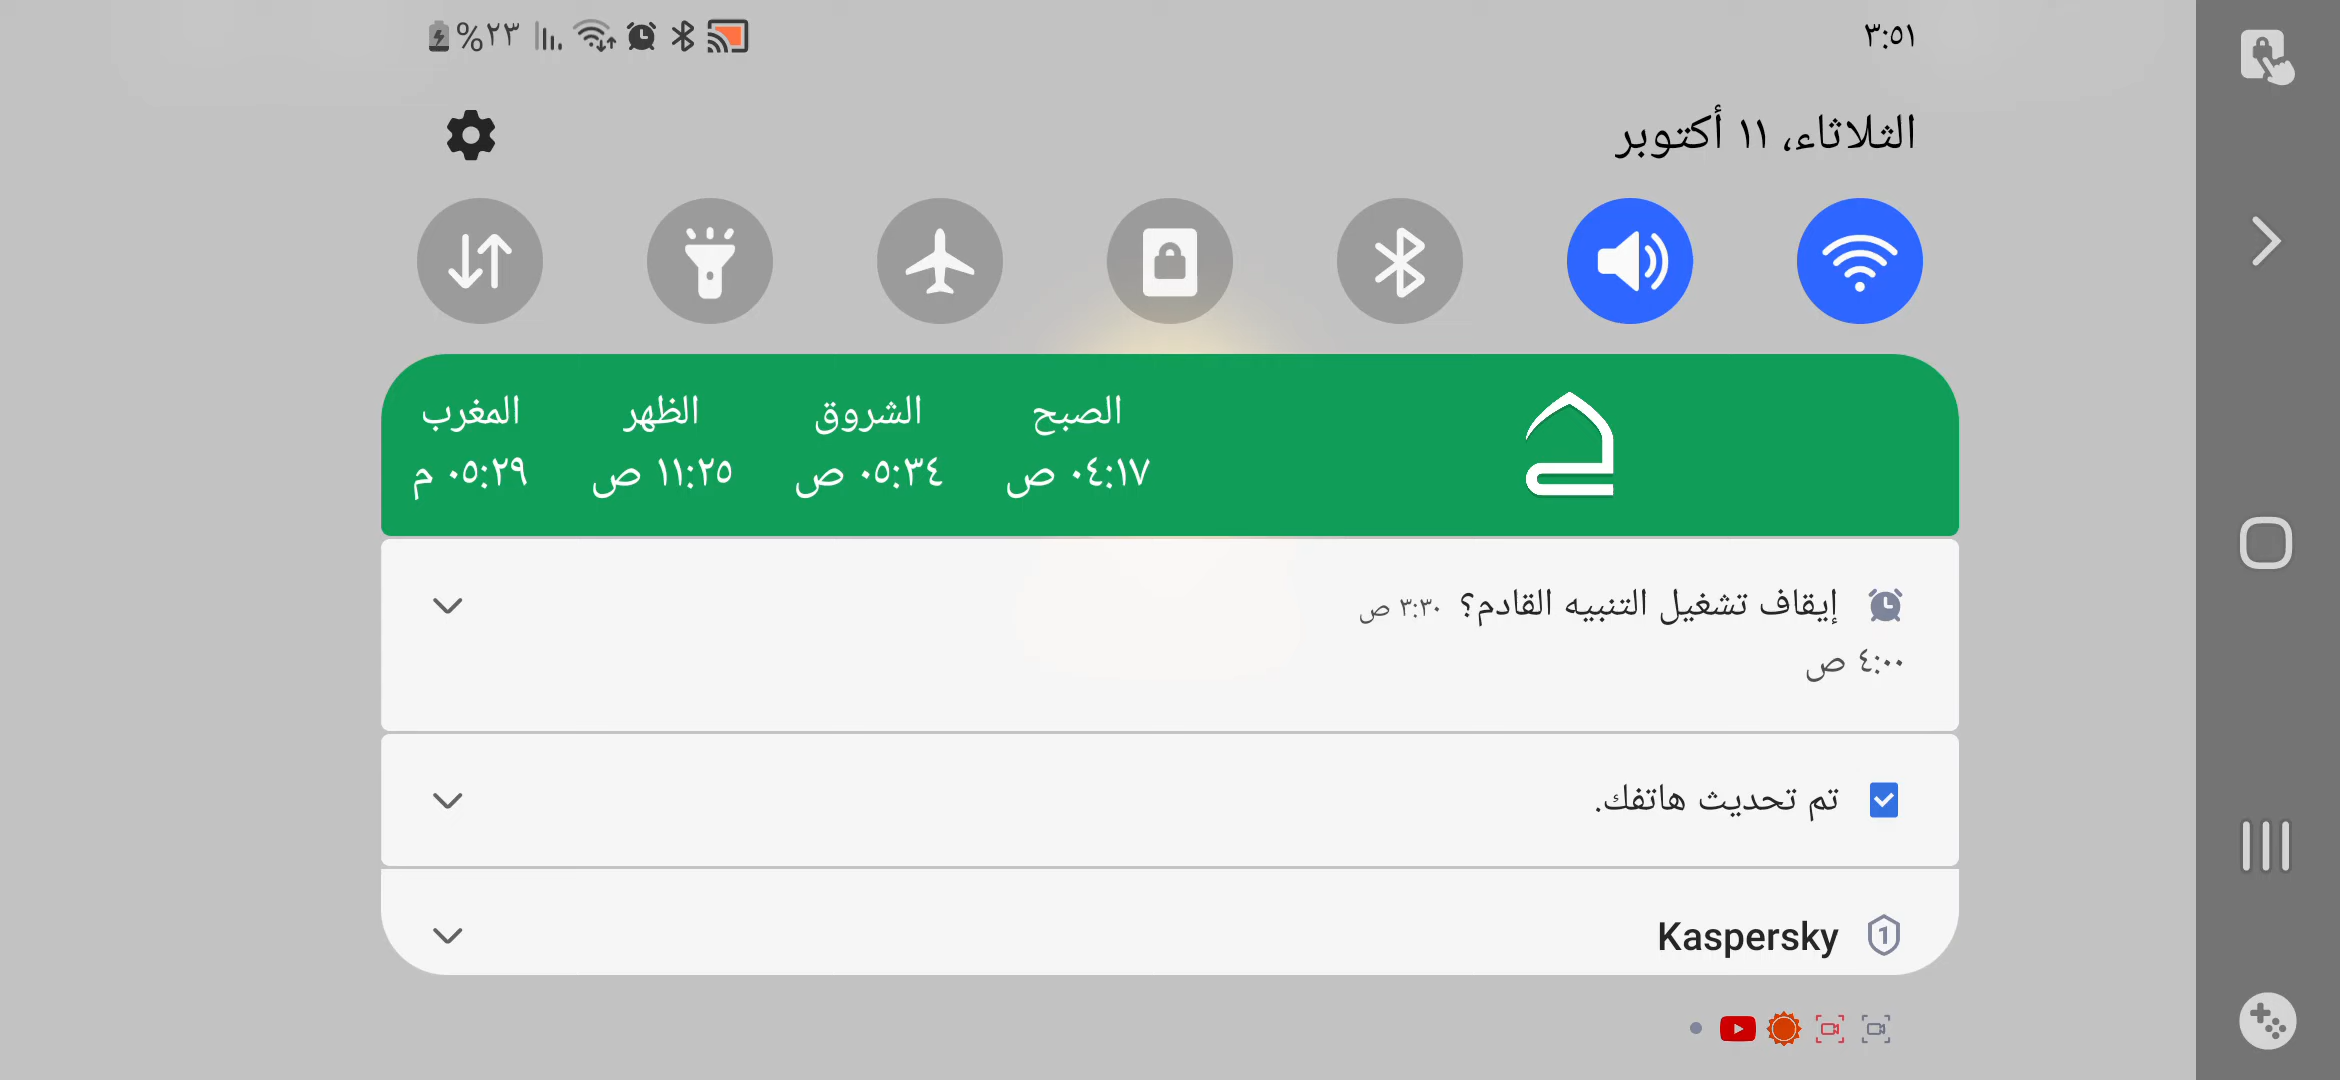 ٣:٥١
%٢٣
الثلاثاء، ١١ أكتوبر
الصبح الشروق الظهر المغرب
٠٤:١٧ ص ٠٥:٣٤ ص ١١:٢٥ ص ٠٥:٢٩ م
إيقاف تشغيل التنبيه القادم؟ ٣:٣٠ ص
٤:٠٠ ص
تم تحديث هاتفك.
1 Kaspersky